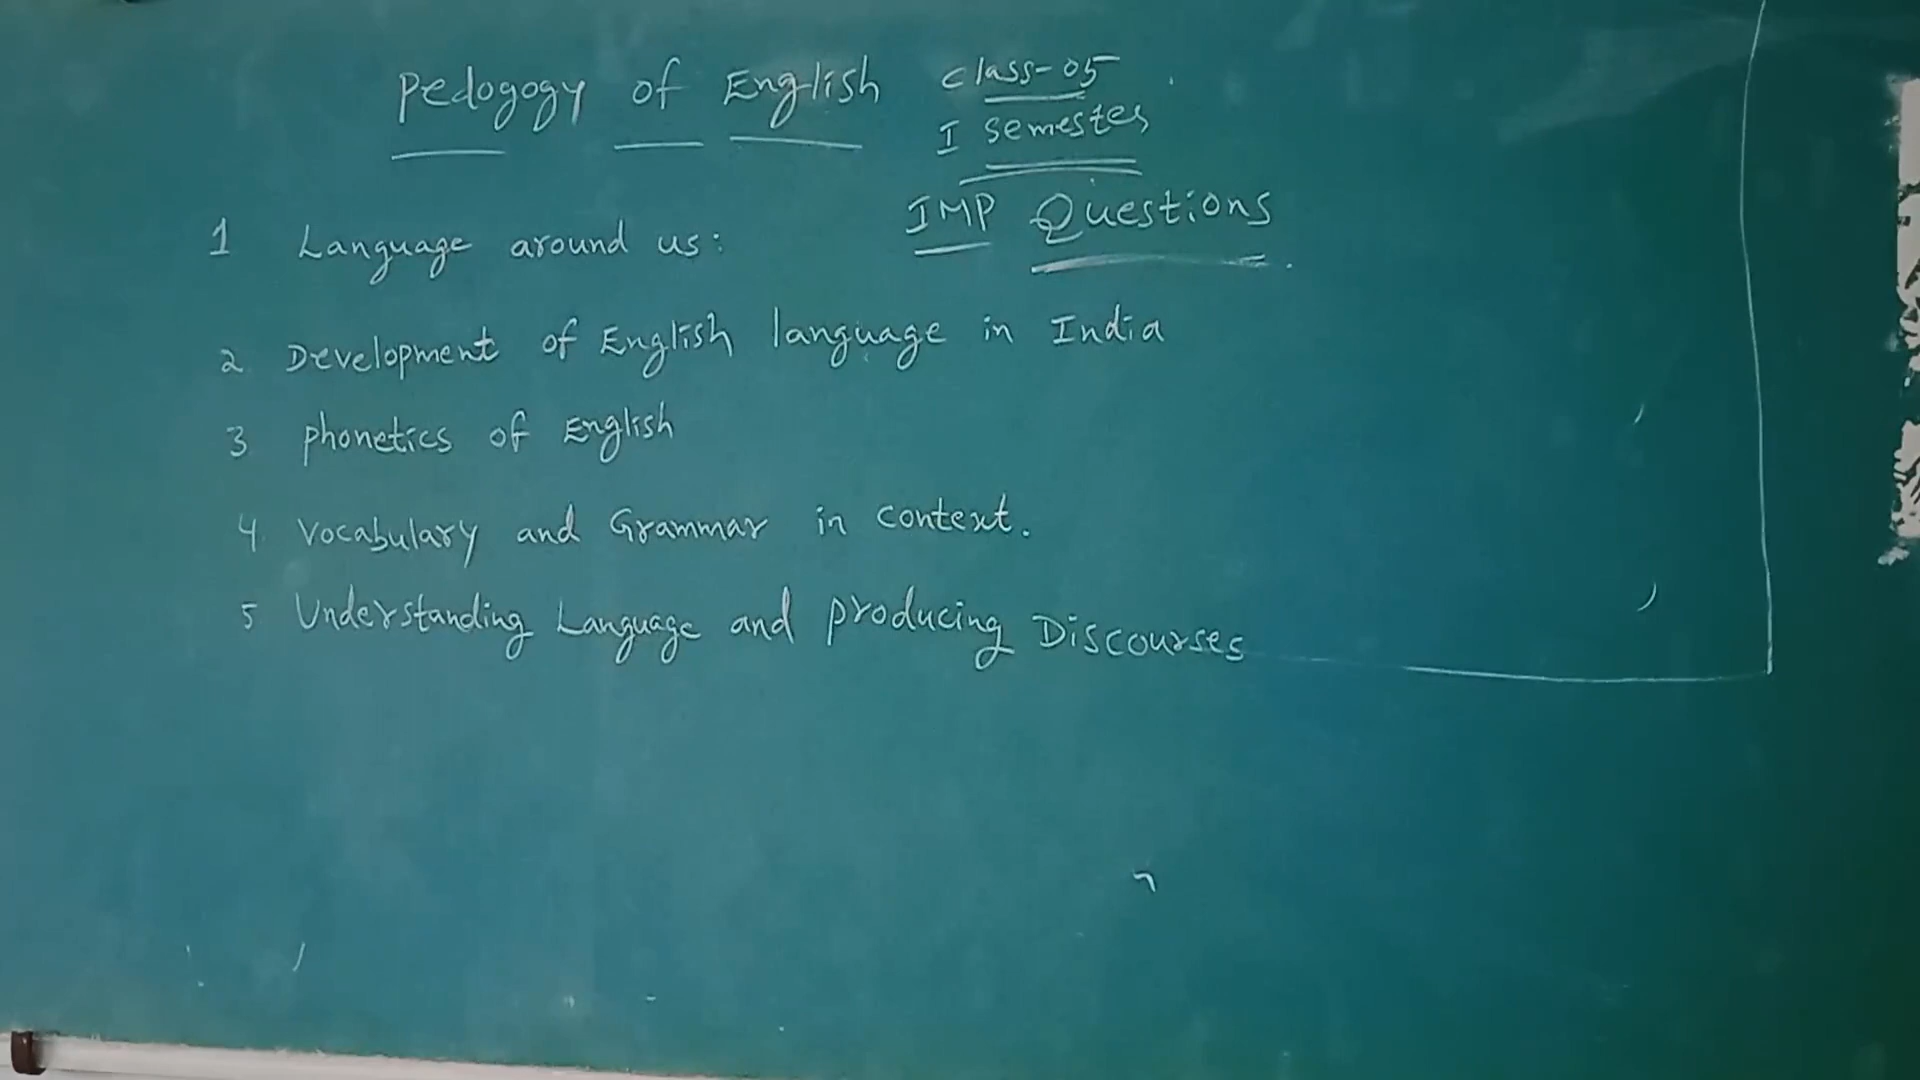 Pedogogy of English
Class-05
I Semester
IMP Questions
1 Language around us:
2 Development of English language in India
3 Phonetics of English
4 Vocabulary and Grammar in context.
5 Understanding Language and producing Discourses